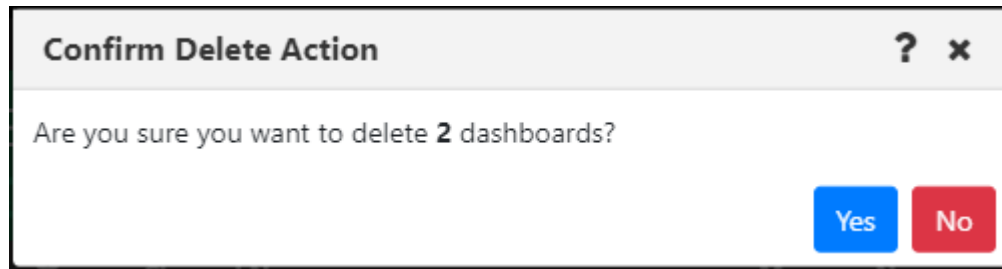 Confirm Delete Action ? ×
Are you sure you want to delete 2 dashboards?
Yes No